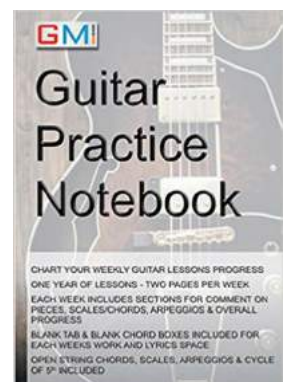 GMI
Guitar
Practice
Notebook
CHART YOUR WEEKLY GUITAR LESSONS PROGRESS
ONE YEAR OF LESSONS - TWO PAGES PER WEEK
EACH WEEK INCLUDES SECTIONS FOR COMMENT ON
PIECES, SCALES/CHORDS, ARPEGGIOS & OVERALL
PROGRESS
BLANK TAB & BLANK CHORD BOXES INCLUDED FOR
EACH WEEKS WORK AND LYRICS SPACE
OPEN STRING CHORDS, SCALES, ARPEGGIOS & CYCLE
OF 5ᵗʰ INCLUDED